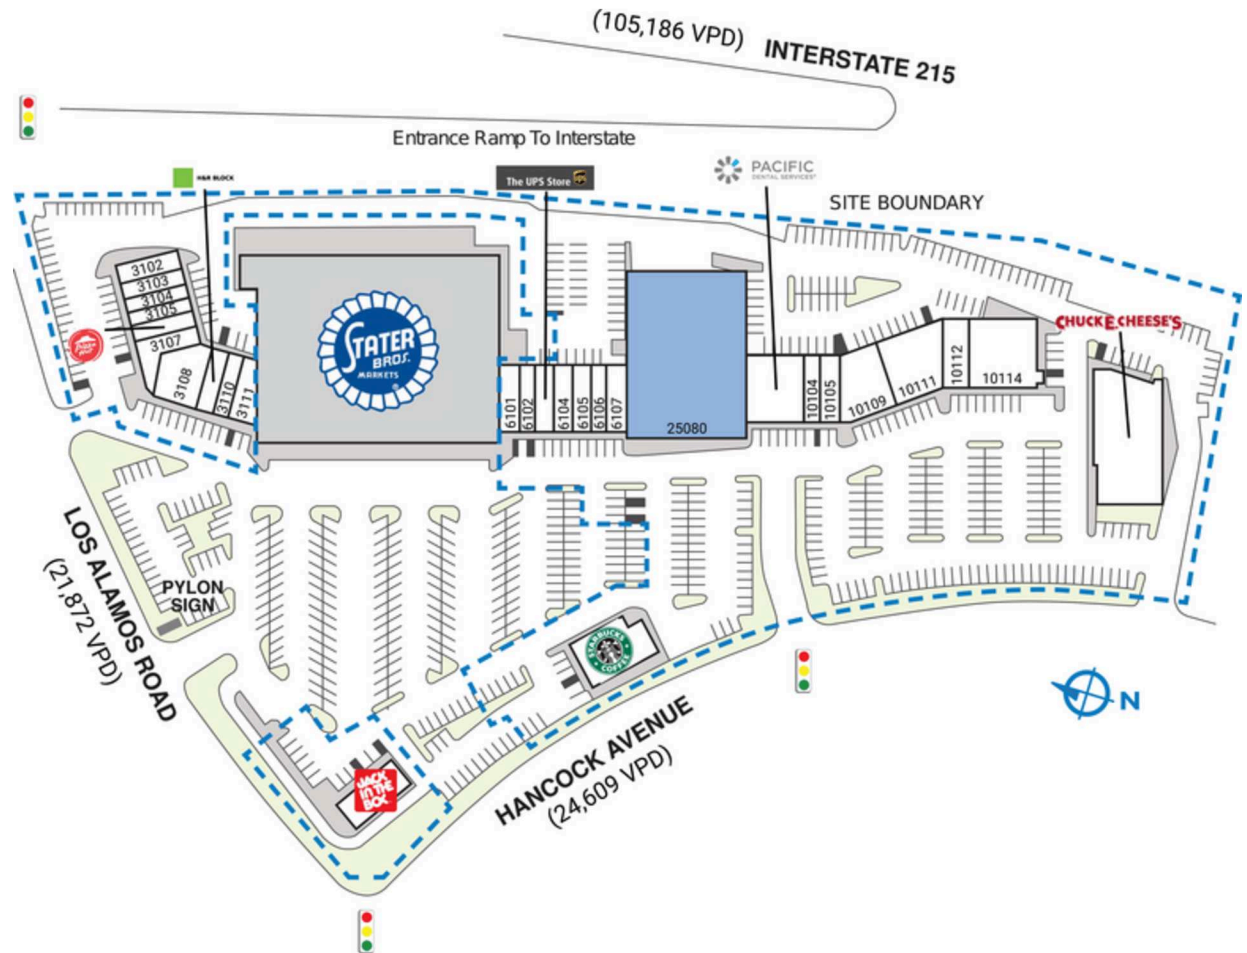 (105,186 VPD) INTERSTATE 215
Entrance Ramp To Interstate
H&R BLOCK
The UPS Store
ups
PACIFIC
DENTAL SERVICES
SITE BOUNDARY
3102
3103
3104
3105
3107
3108
3110
3111
Pizza
Hut
STATER
BROS.
MARKETS
®
6101
6102
6104
6105
6106
6107
25080
10104
10105
10109
10111
10112
10114
CHUCK E. CHEESE'S
LOS ALAMOS ROAD
(21,872 VPD)
PYLON
SIGN
STARBUCKS
COFFEE
JACK
IN THE
BOX
HANCOCK AVENUE
(24,609 VPD)
N